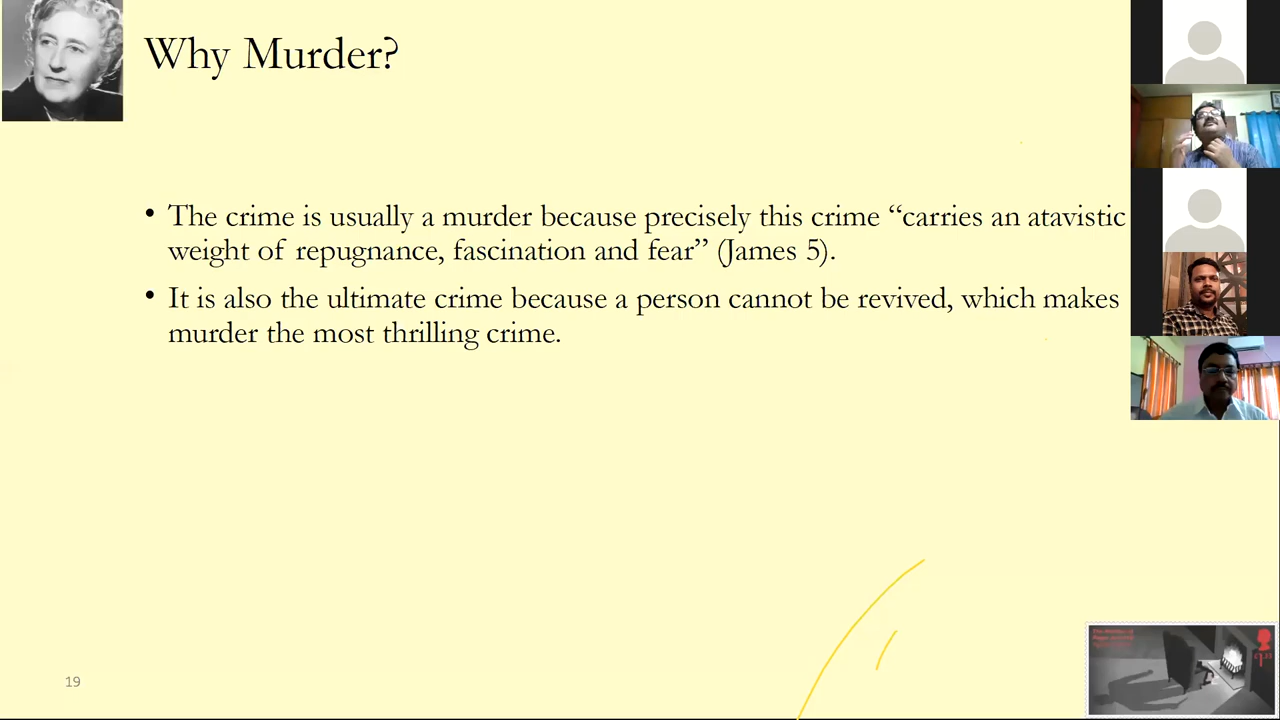 Why Murder?
• The crime is usually a murder because precisely this crime “carries an atavistic
weight of repugnance, fascination and fear” (James 5).
• It is also the ultimate crime because a person cannot be revived, which makes
murder the most thrilling crime.
19